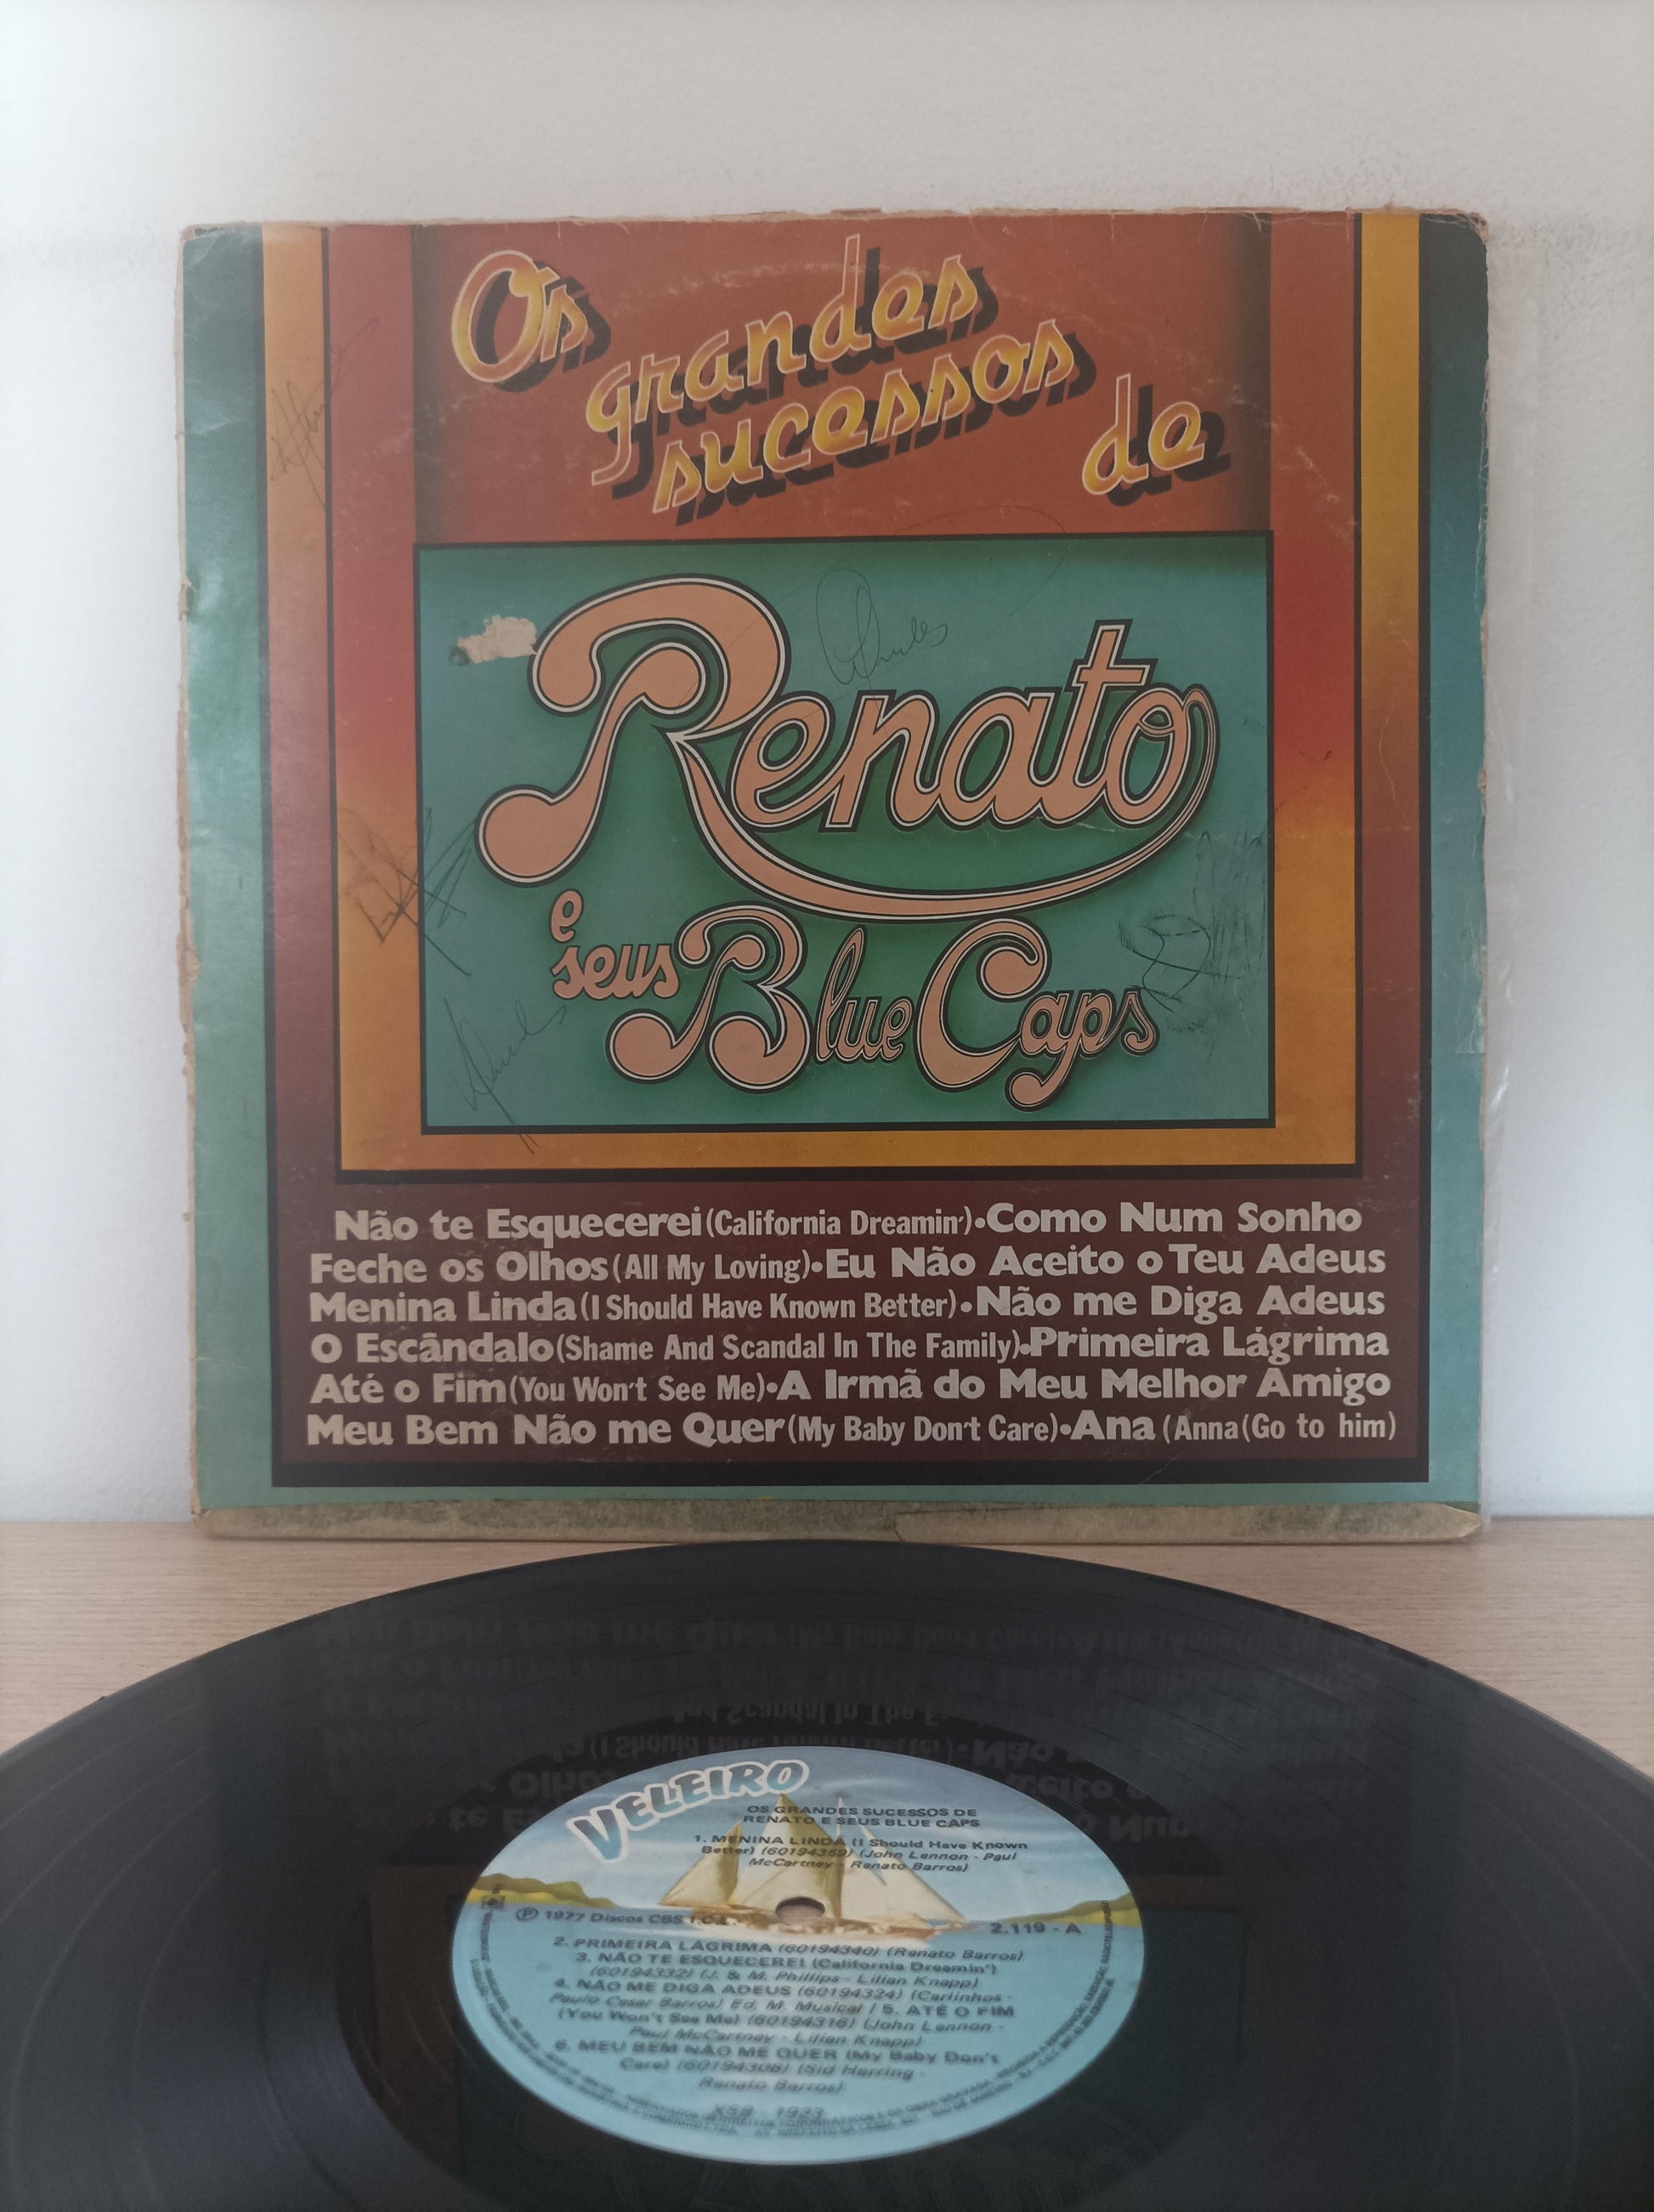 Os
grandes
sucessos
de
Renato
e
seus Blue Caps
Não te Esquecerei (California Dreamin')•Como Num Sonho
Feche os Olhos (All My Loving)•Eu Não Aceito o Teu Adeus
Menina Linda (I Should Have Known Better)•Não me Diga Adeus
O Escândalo (Shame And Scandal In The Family)•Primeira Lágrima
Até o Fim (You Won't See Me)•A Irmã do Meu Melhor Amigo
Meu Bem Não me Quer (My Baby Don't Care)•Ana (Anna (Go to him)
VELEIRO
OS GRANDES SUCESSOS DE
RENATO E SEUS BLUE CAPS
1. MENINA LINDA (I Should Have Known
Better) (60194359) (John Lennon - Paul
McCartney - Renato Barros)
℗ 1977 Discos CBS
2.119 - A
2. PRIMEIRA LÁGRIMA (60194340) (Renato Barros)
3. NÃO TE ESQUECEREI (California Dreamin')
(60194332) (J. & M. Phillips - Lilian Knapp)
4. NÃO ME DIGA ADEUS (60194324) (Carlinhos -
Paulo Cesar Barros) Ed. M. Musical / 5. ATÉ O FIM
(You Won't See Me) (60194316) (John Lennon -
Paul McCartney - Lilian Knapp)
6. MEU BEM NÃO ME QUER (My Baby Don't
Care) (60194308) (Sid Herring -
Renato Barros)
XSB - 1923